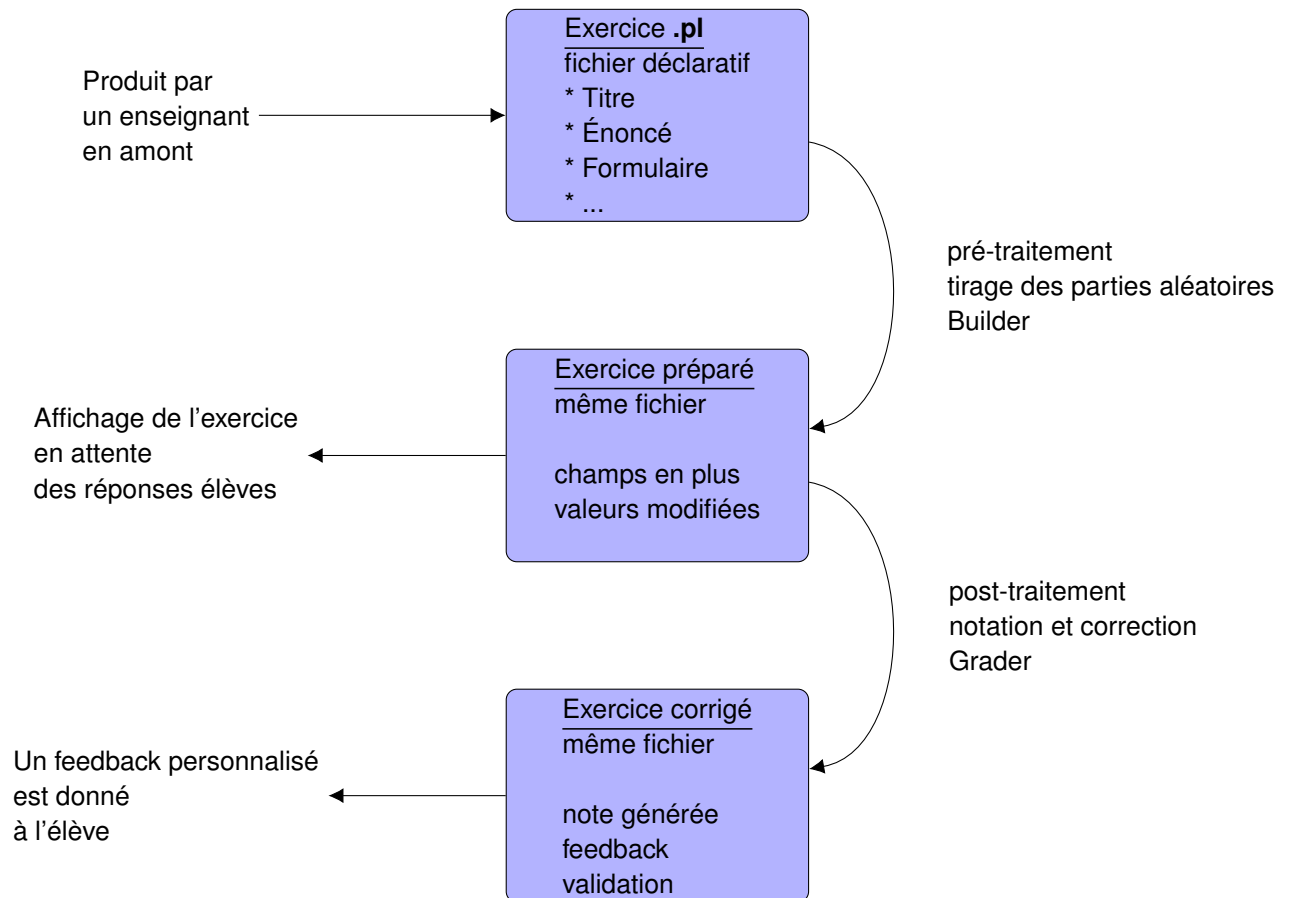 Exercice .pl
fichier déclaratif
* Titre
* Énoncé
* Formulaire
* ...
Produit par
un enseignant
en amont
pré-traitement
tirage des parties aléatoires
Builder
Exercice préparé
même fichier
champs en plus
valeurs modifiées
Affichage de l’exercice
en attente
des réponses élèves
post-traitement
notation et correction
Grader
Exercice corrigé
même fichier
note générée
feedback
validation
Un feedback personnalisé
est donné
à l’élève